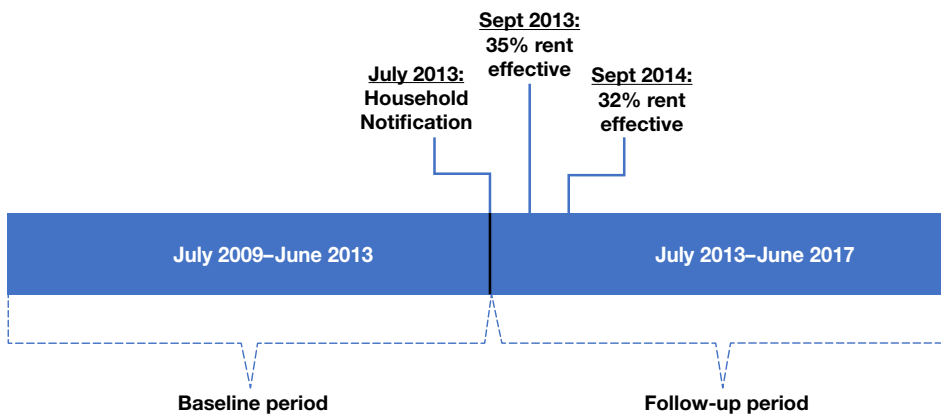 Sept 2013:
35% rent
effective
July 2013:
Household
Notification
Sept 2014:
32% rent
effective
July 2009–June 2013
July 2013–June 2017
Baseline period
Follow-up period